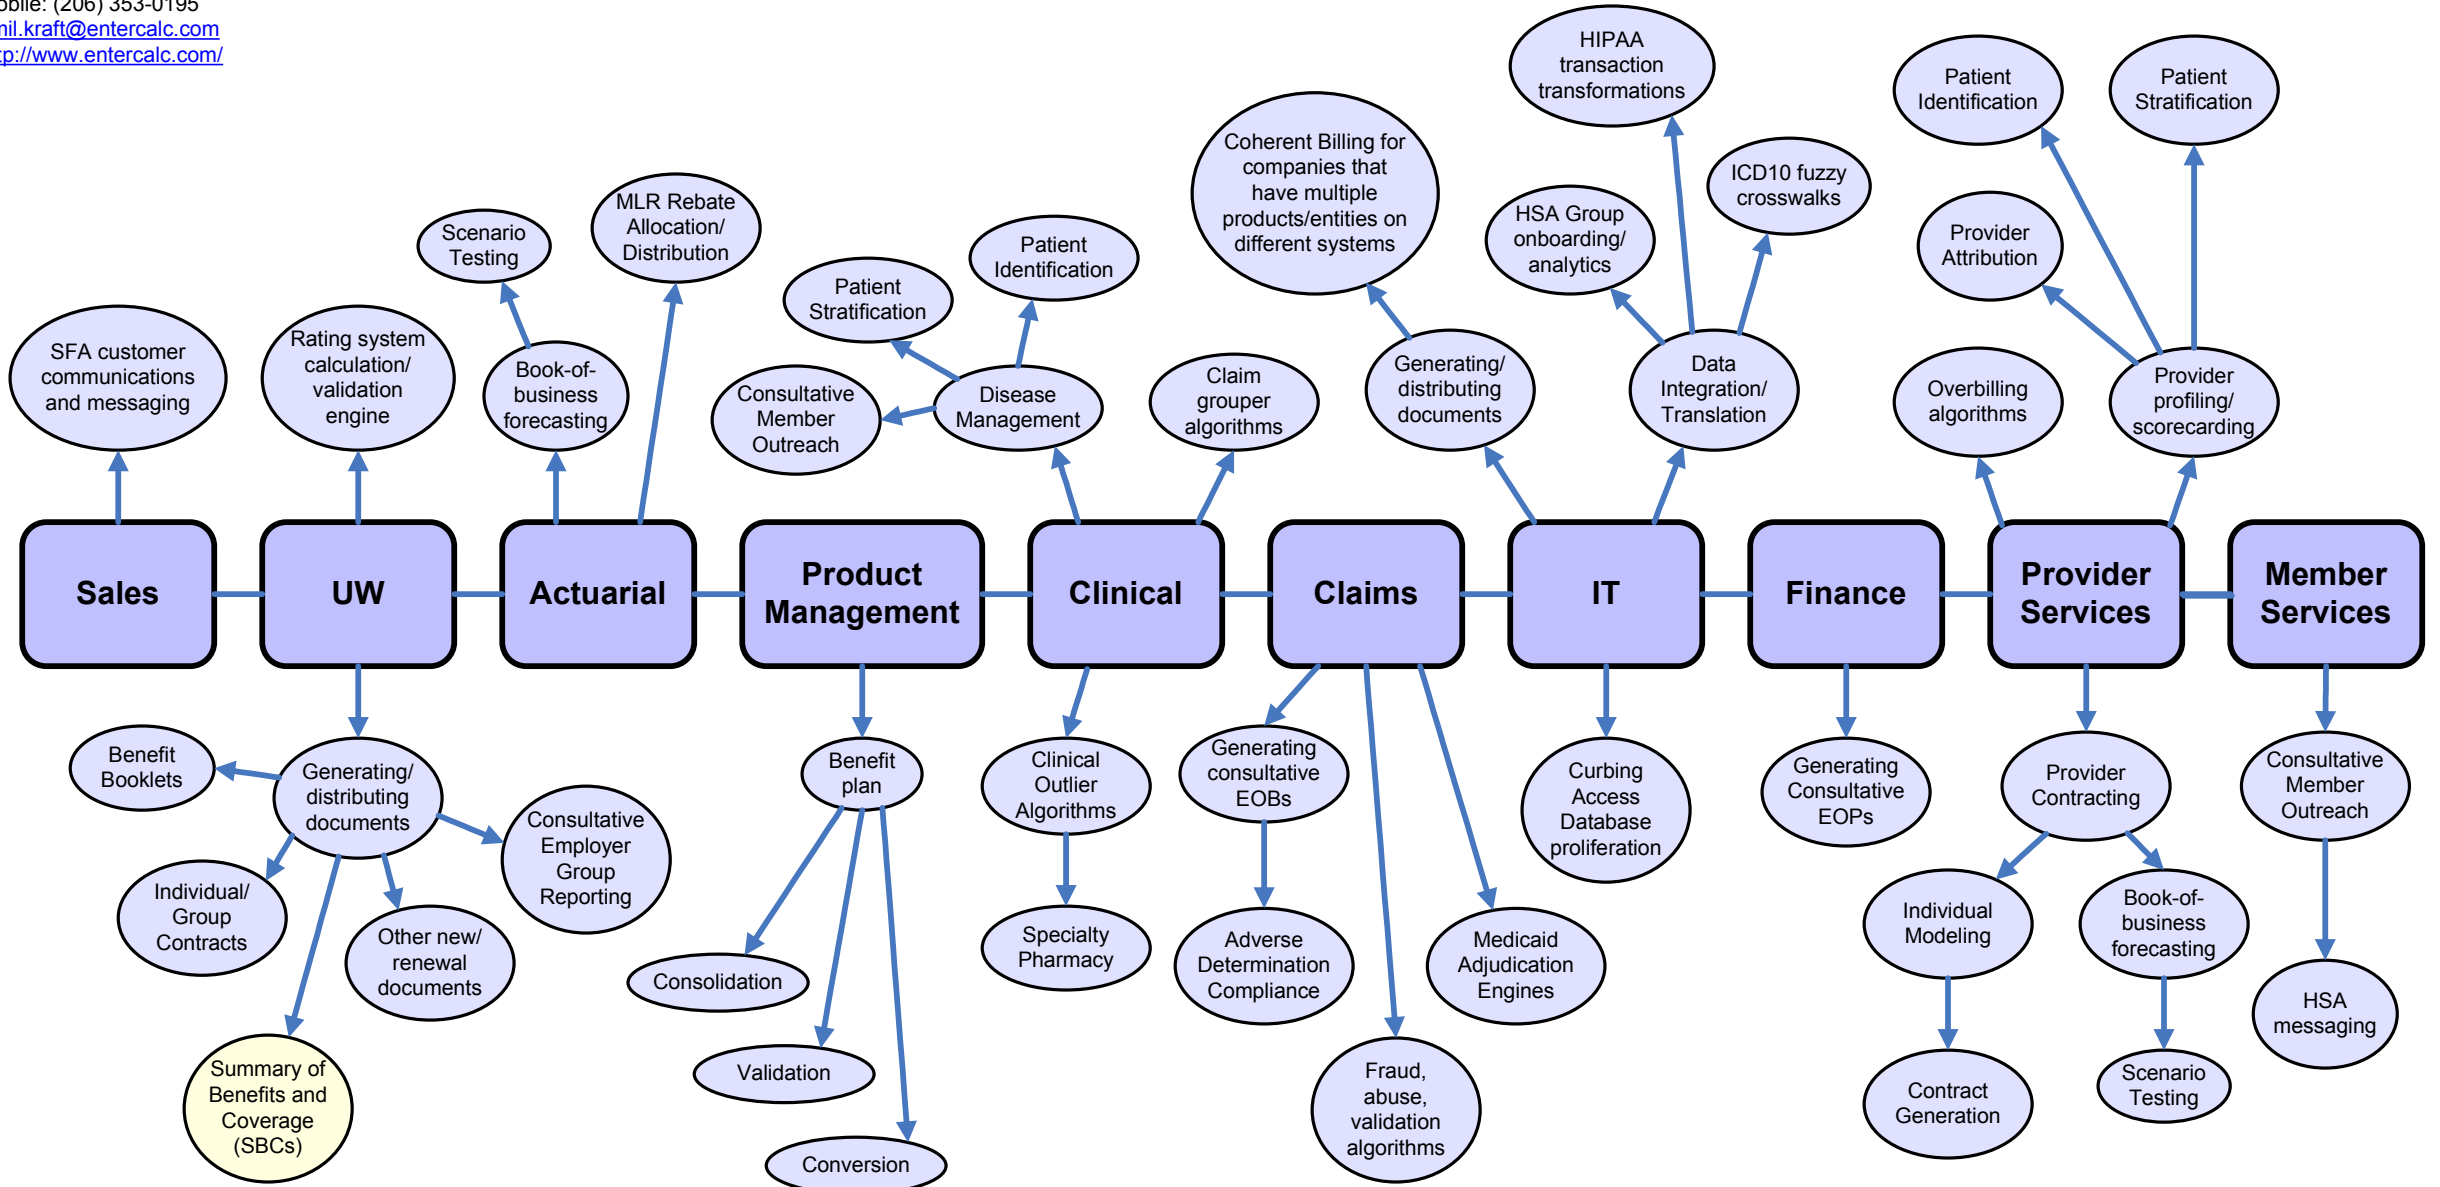 obile: (206) 353-0195
mil.kraft@entercalc.com
tp://www.entercalc.com/
HIPAA
transaction
transformations
Patient
Identification
Patient
Stratification
Coherent Billing for
companies that
have multiple
products/entities on
different systems
ICD10 fuzzy
crosswalks
HSA Group
onboarding/
analytics
Provider
Attribution
MLR Rebate
Allocation/
Distribution
Scenario
Testing
Patient
Identification
Patient
Stratification
SFA customer
communications
and messaging
Rating system
calculation/
validation
engine
Book-of-
business
forecasting
Consultative
Member
Outreach
Disease
Management
Claim
grouper
algorithms
Generating/
distributing
documents
Data
Integration/
Translation
Overbilling
algorithms
Provider
profiling/
scorecarding
Sales
UW
Actuarial
Product
Management
Clinical
Claims
IT
Finance
Provider
Services
Member
Services
Benefit
Booklets
Generating/
distributing
documents
Consultative
Employer
Group
Reporting
Individual/
Group
Contracts
Other new/
renewal
documents
Summary of
Benefits and
Coverage
(SBCs)
Benefit
plan
Consolidation
Validation
Conversion
Clinical
Outlier
Algorithms
Specialty
Pharmacy
Generating
consultative
EOBs
Adverse
Determination
Compliance
Fraud,
abuse,
validation
algorithms
Medicaid
Adjudication
Engines
Curbing
Access
Database
proliferation
Generating
Consultative
EOPs
Provider
Contracting
Individual
Modeling
Book-of-
business
forecasting
Contract
Generation
Scenario
Testing
Consultative
Member
Outreach
HSA
messaging